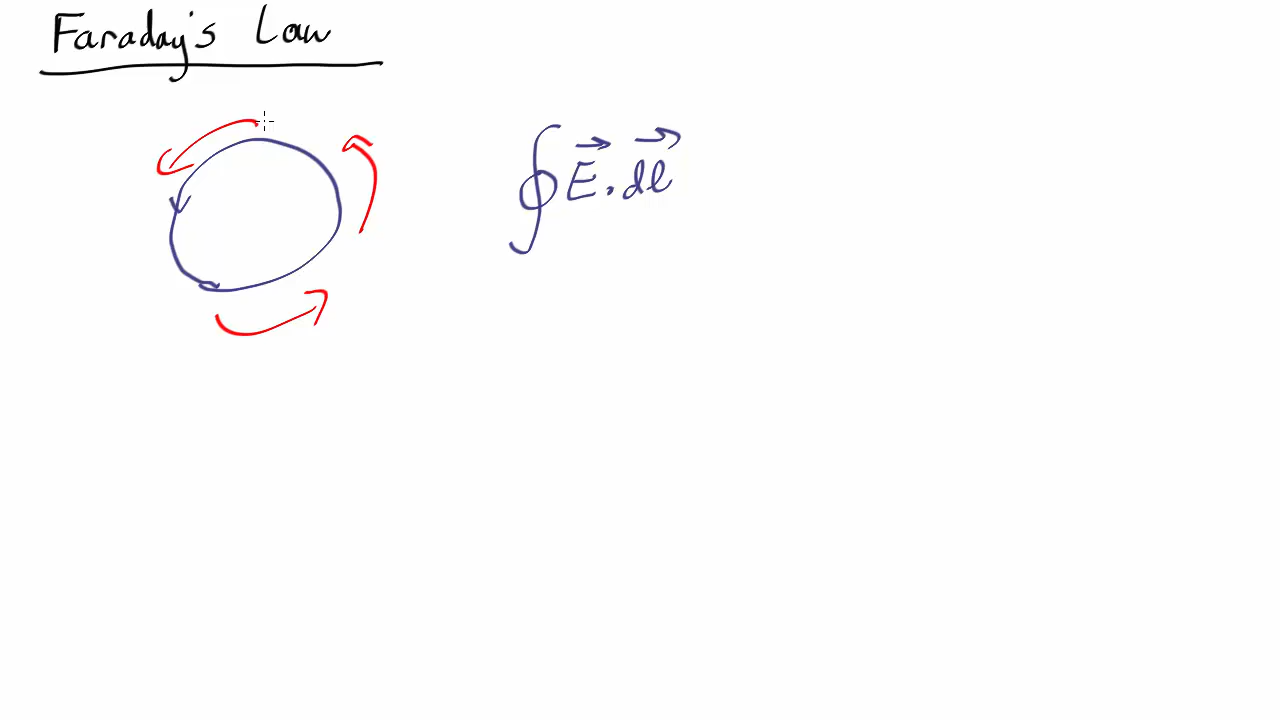 Faraday's Law
∮ E⃗ . dl⃗